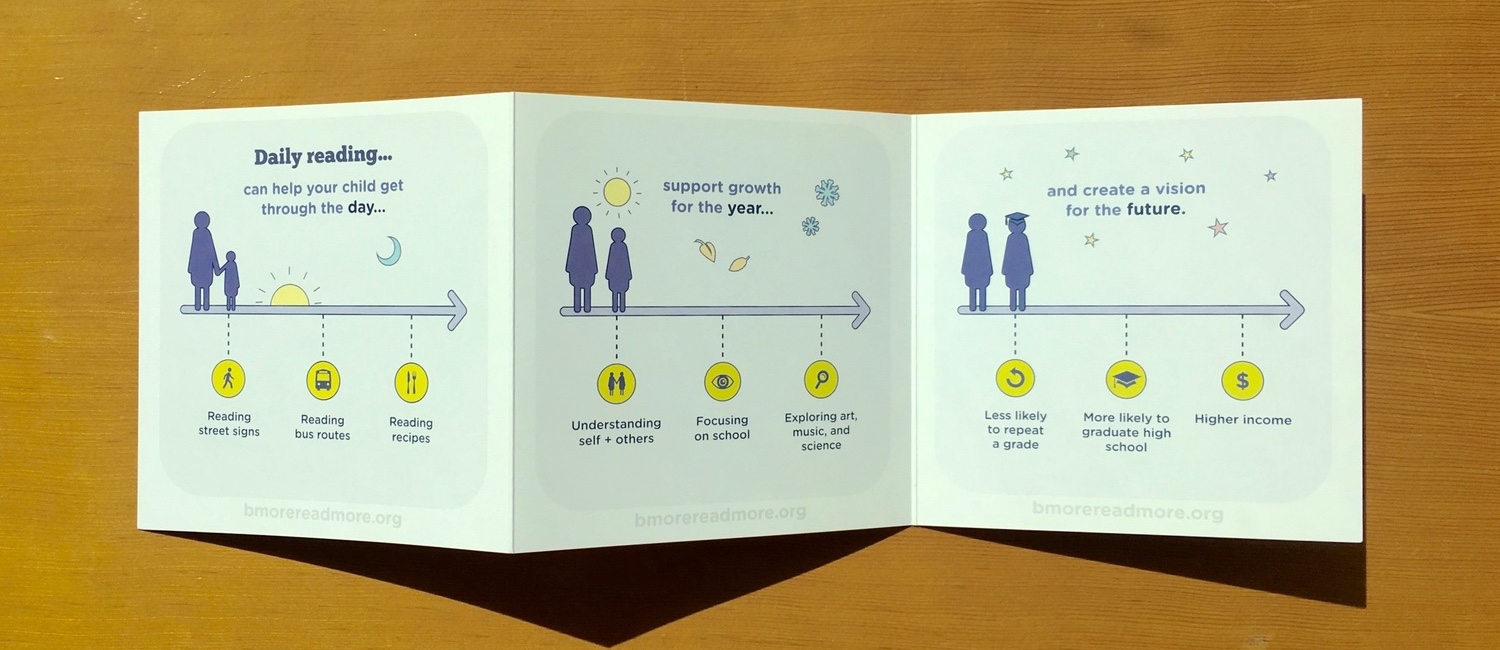 Daily reading...
can help your child get
through the day...
Reading
street signs
Reading
bus routes
Reading
recipes
bmorereadmore.org
support growth
for the year...
Understanding
self + others
Focusing
on school
Exploring art,
music, and
science
bmorereadmore.org
and create a vision
for the future.
Less likely
to repeat
a grade
More likely to
graduate high
school
$
Higher income
bmorereadmore.org